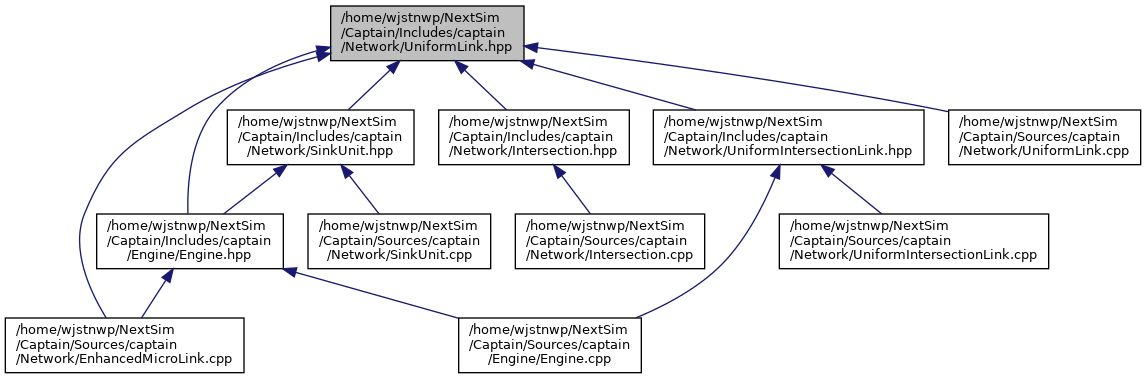 /home/wjstnwp/NextSim
/Captain/Includes/captain
/Network/UniformLink.hpp
/home/wjstnwp/NextSim
/Captain/Includes/captain
/Network/SinkUnit.hpp
/home/wjstnwp/NextSim
/Captain/Includes/captain
/Network/Intersection.hpp
/home/wjstnwp/NextSim
/Captain/Includes/captain
/Network/UniformIntersectionLink.hpp
/home/wjstnwp/NextSim
/Captain/Sources/captain
/Network/UniformLink.cpp
/home/wjstnwp/NextSim
/Captain/Includes/captain
/Engine/Engine.hpp
/home/wjstnwp/NextSim
/Captain/Sources/captain
/Network/SinkUnit.cpp
/home/wjstnwp/NextSim
/Captain/Sources/captain
/Network/Intersection.cpp
/home/wjstnwp/NextSim
/Captain/Sources/captain
/Network/UniformIntersectionLink.cpp
/home/wjstnwp/NextSim
/Captain/Sources/captain
/Network/EnhancedMicroLink.cpp
/home/wjstnwp/NextSim
/Captain/Sources/captain
/Engine/Engine.cpp